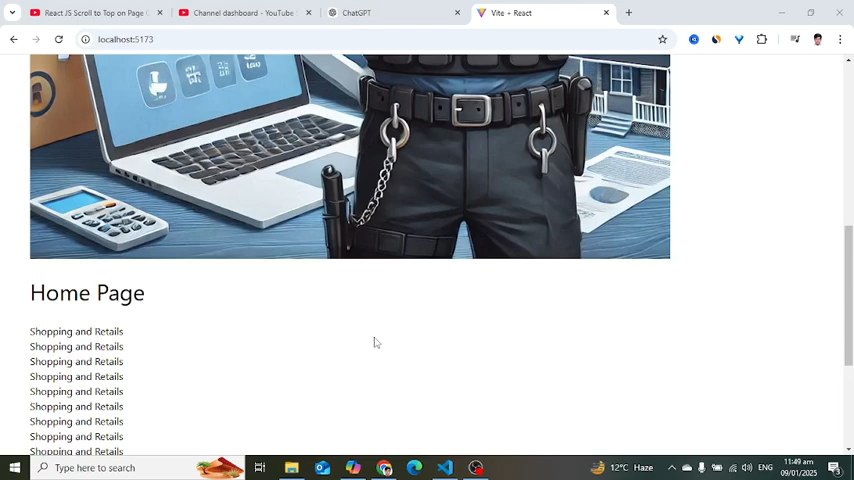 React JS Scroll to Top on Page
Channel dashboard - YouTube
ChatGPT
Vite + React
localhost:5173
Home Page
Shopping and Retails
Shopping and Retails
Shopping and Retails
Shopping and Retails
Shopping and Retails
Shopping and Retails
Shopping and Retails
Shopping and Retails
Shopping and Retails
Type here to search
12°C Haze
ENG
11:49 am
09/01/2025
3